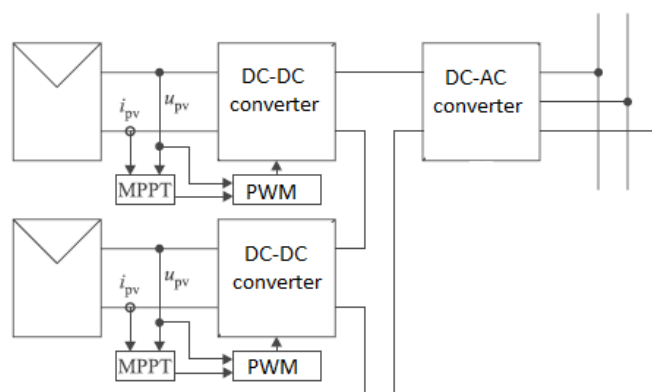 DC-DC
converter
DC-AC
converter
i_pv
u_pv
MPPT
PWM
DC-DC
converter
i_pv
u_pv
MPPT
PWM